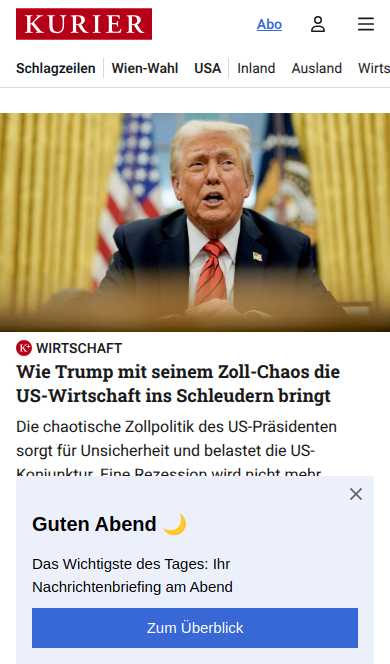 KURIER
Abo
Schlagzeilen Wien-Wahl USA Inland Ausland Wirts
K+ WIRTSCHAFT
Wie Trump mit seinem Zoll-Chaos die
US-Wirtschaft ins Schleudern bringt
Die chaotische Zollpolitik des US-Präsidenten
sorgt für Unsicherheit und belastet die US-
Konjunktur. Eine Rezession wird nicht mehr
Guten Abend 🌙
Das Wichtigste des Tages: Ihr
Nachrichtenbriefing am Abend
Zum Überblick